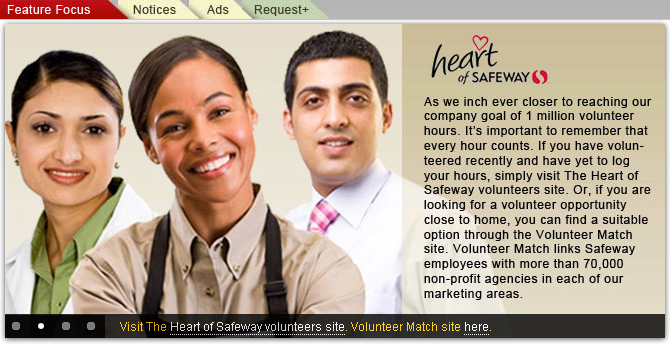 Feature Focus Notices Ads Request+
heart
of SAFEWAY
As we inch ever closer to reaching our
company goal of 1 million volunteer
hours. It's important to remember that
every hour counts. If you have volun-
teered recently and have yet to log
your hours, simply visit The Heart of
Safeway volunteers site. Or, if you are
looking for a volunteer opportunity
close to home, you can find a suitable
option through the Volunteer Match
site. Volunteer Match links Safeway
employees with more than 70,000
non-profit agencies in each of our
marketing areas.
Visit The Heart of Safeway volunteers site. Volunteer Match site here.